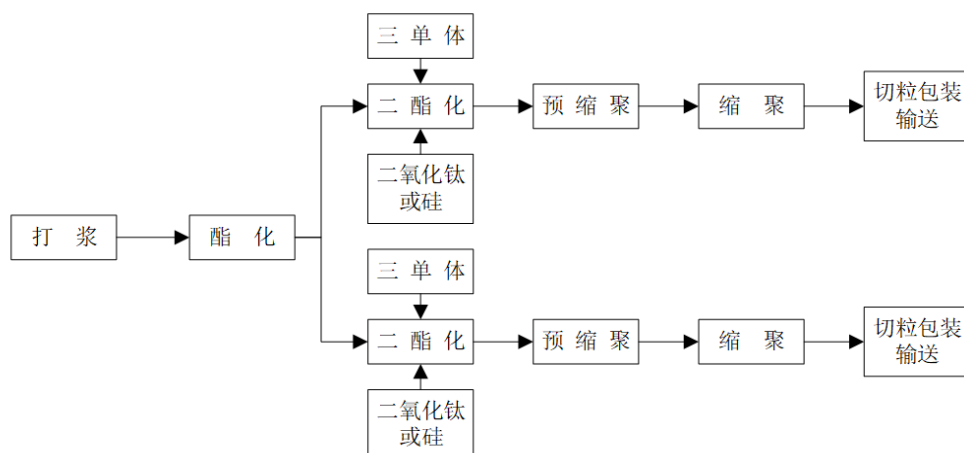 三单体
二酯化
预缩聚
缩聚
切粒包装
输送
二氧化钛
或硅
打浆
酯化
三单体
二酯化
预缩聚
缩聚
切粒包装
输送
二氧化钛
或硅